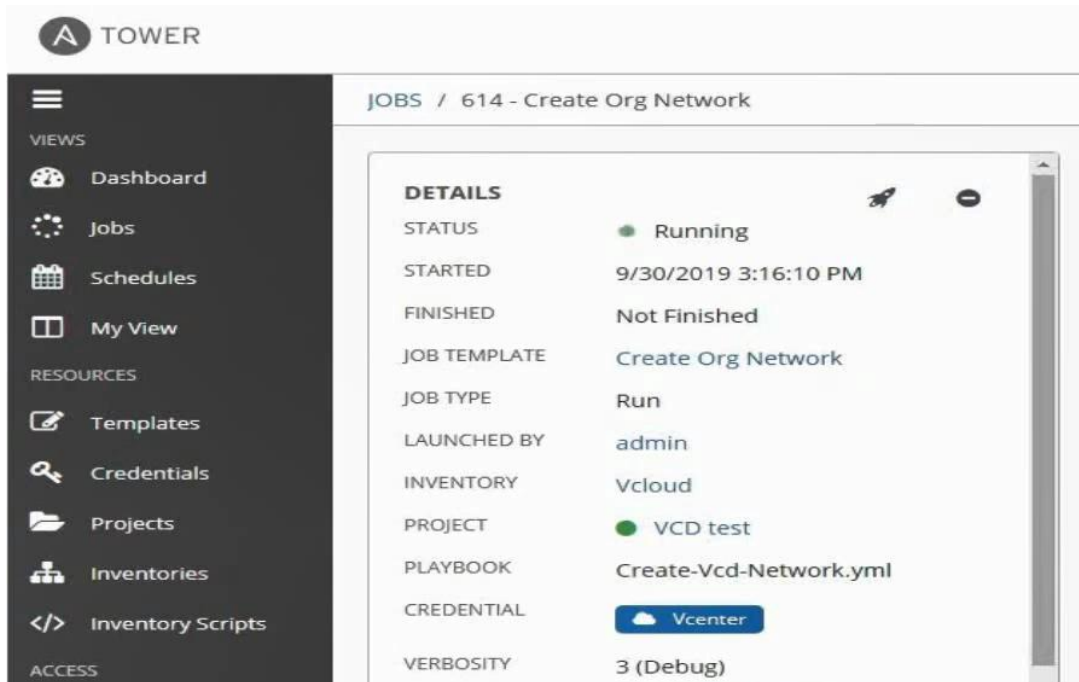 A TOWER
VIEWS
Dashboard
Jobs
Schedules
My View
RESOURCES
Templates
Credentials
Projects
Inventories
</> Inventory Scripts
ACCESS
JOBS / 614 - Create Org Network
DETAILS
STATUS Running
STARTED 9/30/2019 3:16:10 PM
FINISHED Not Finished
JOB TEMPLATE Create Org Network
JOB TYPE Run
LAUNCHED BY admin
INVENTORY Vcloud
PROJECT VCD test
PLAYBOOK Create-Vcd-Network.yml
CREDENTIAL Vcenter
VERBOSITY 3 (Debug)